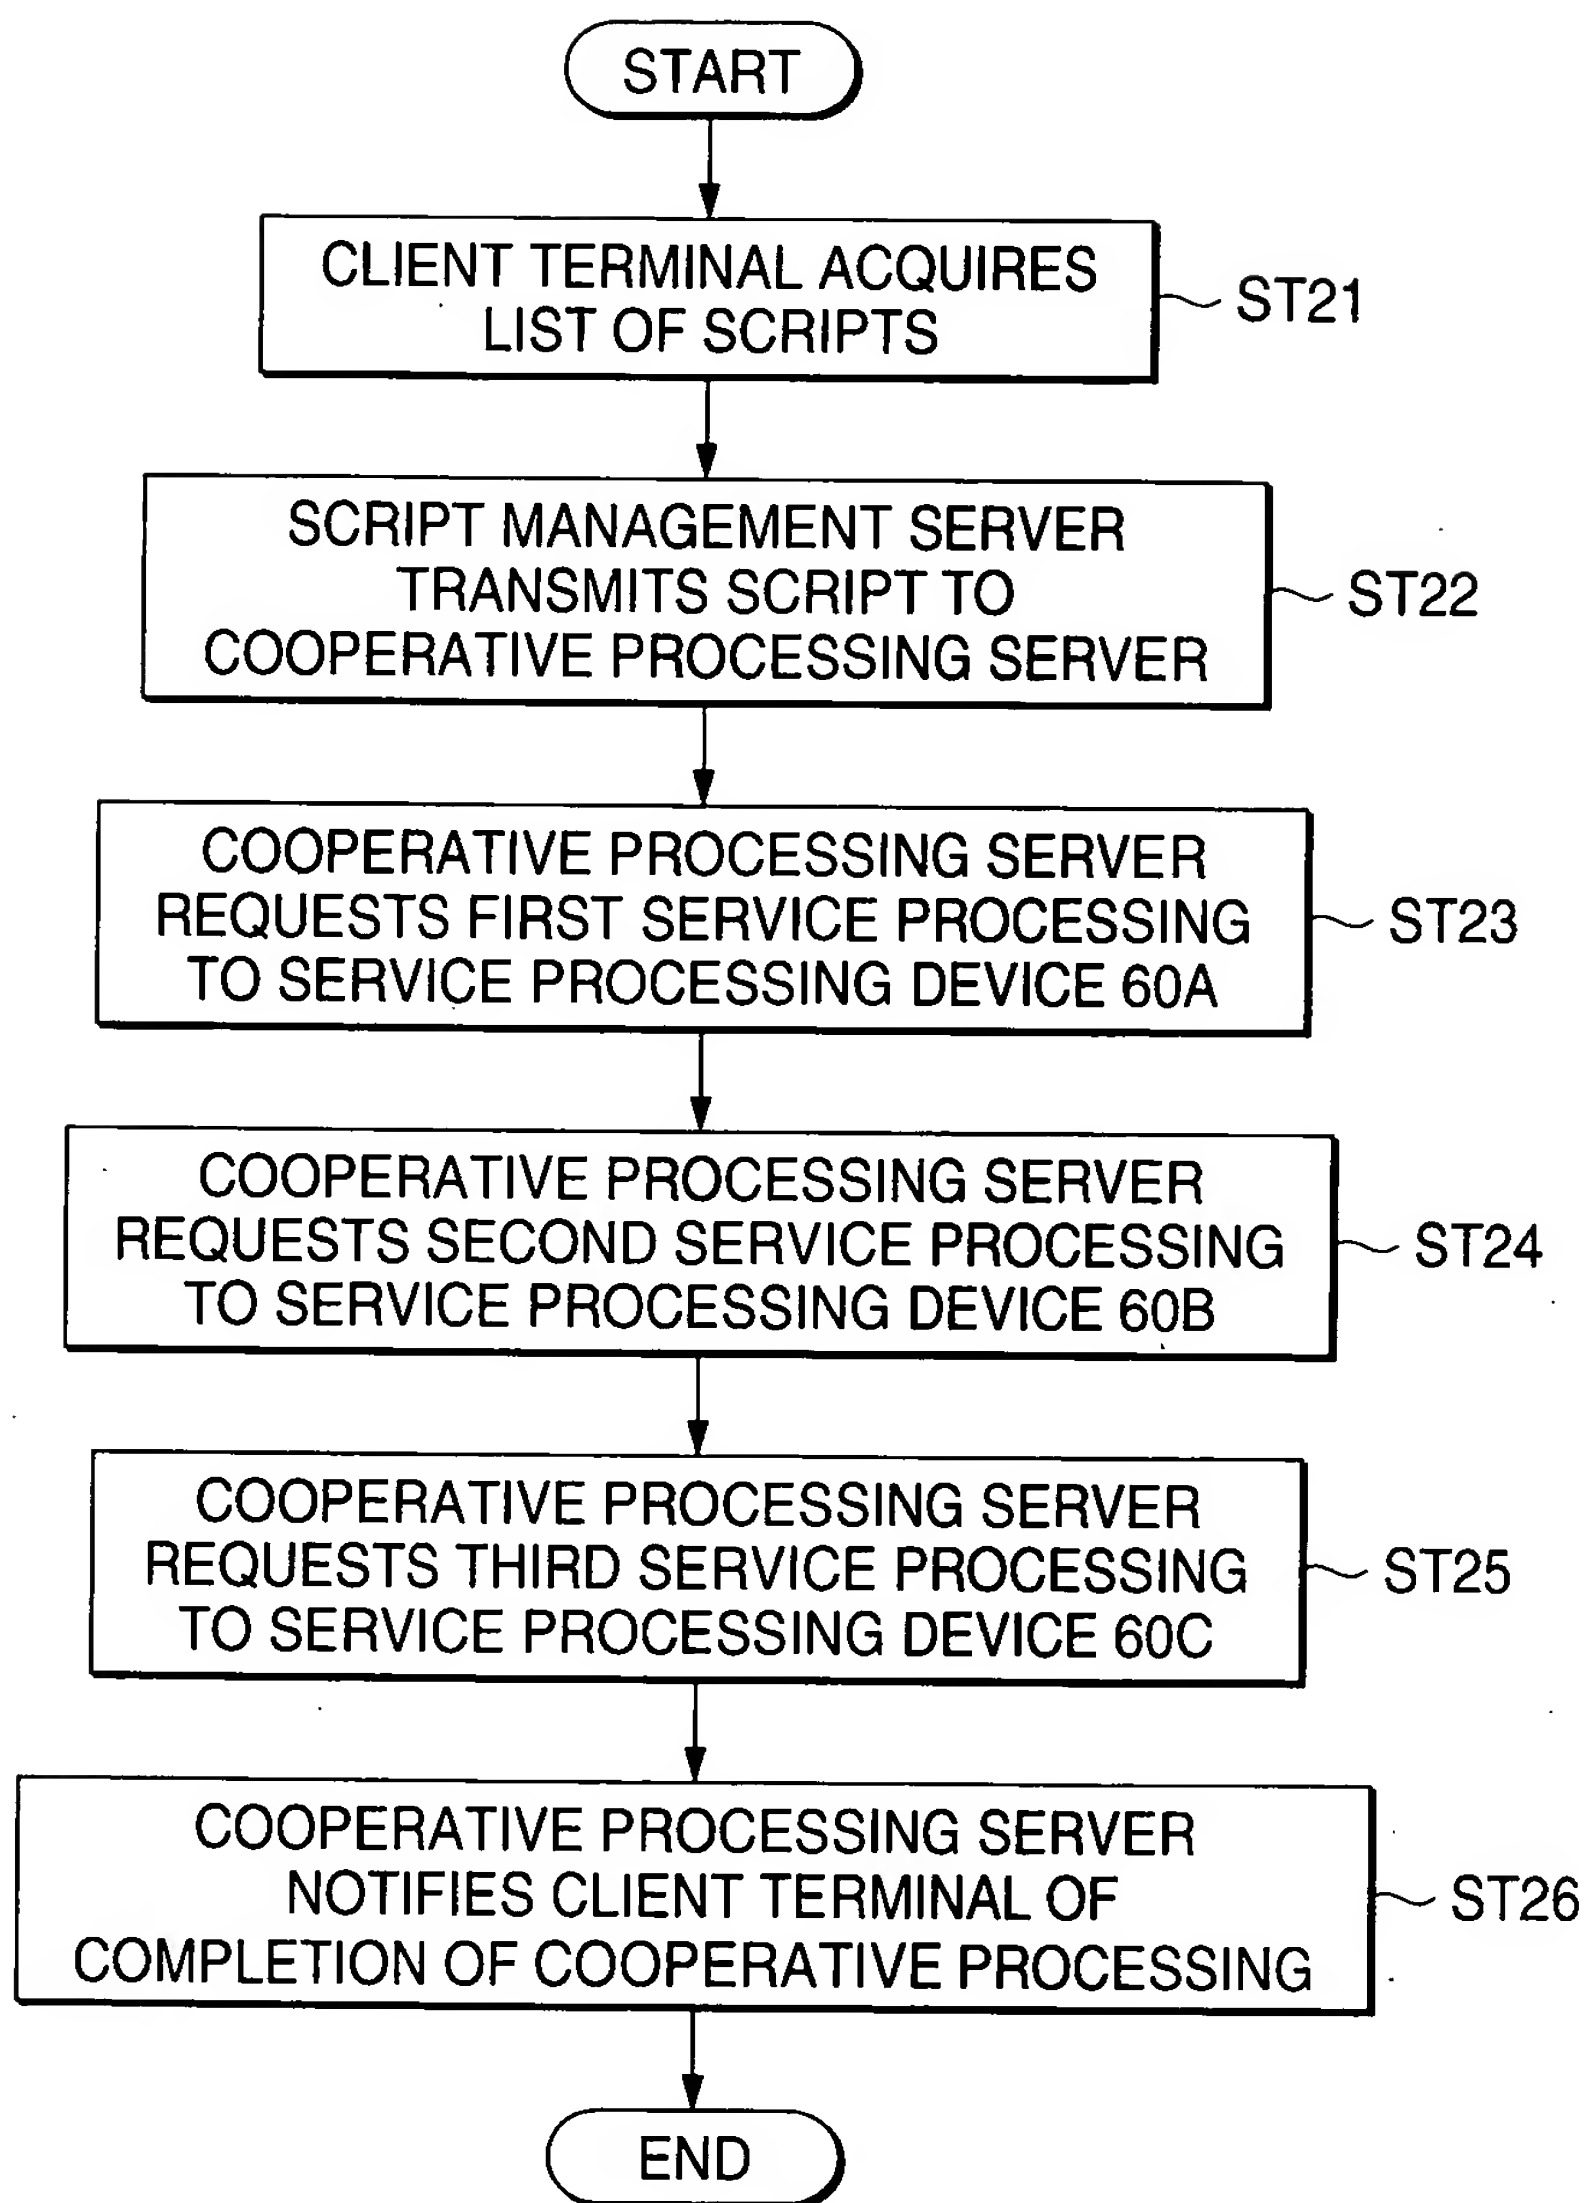 START
CLIENT TERMINAL ACQUIRES
LIST OF SCRIPTS
ST21
SCRIPT MANAGEMENT SERVER
TRANSMITS SCRIPT TO
COOPERATIVE PROCESSING SERVER
ST22
COOPERATIVE PROCESSING SERVER
REQUESTS FIRST SERVICE PROCESSING
TO SERVICE PROCESSING DEVICE 60A
ST23
COOPERATIVE PROCESSING SERVER
REQUESTS SECOND SERVICE PROCESSING
TO SERVICE PROCESSING DEVICE 60B
ST24
COOPERATIVE PROCESSING SERVER
REQUESTS THIRD SERVICE PROCESSING
TO SERVICE PROCESSING DEVICE 60C
ST25
COOPERATIVE PROCESSING SERVER
NOTIFIES CLIENT TERMINAL OF
COMPLETION OF COOPERATIVE PROCESSING
ST26
END